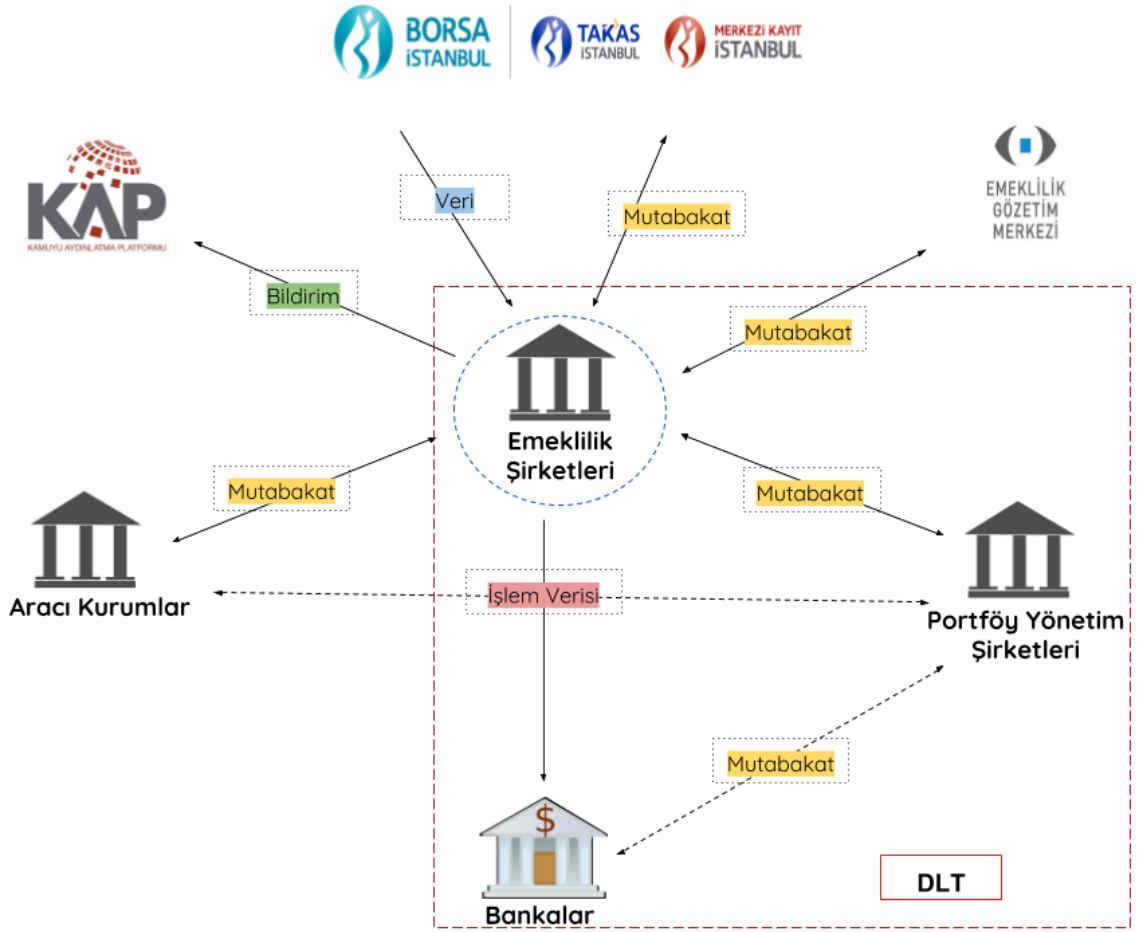 BORSA
İSTANBUL
TAKAS
İSTANBUL
MERKEZİ KAYIT
İSTANBUL
KAP
KAMUYU AYDINLATMA PLATFORMU
EMEKLİLİK
GÖZETİM
MERKEZİ
Veri
Mutabakat
Bildirim
Mutabakat
Emeklilik
Şirketleri
Mutabakat
Mutabakat
Aracı Kurumlar
İşlem Verisi
Portföy Yönetim
Şirketleri
Mutabakat
$
Bankalar
DLT